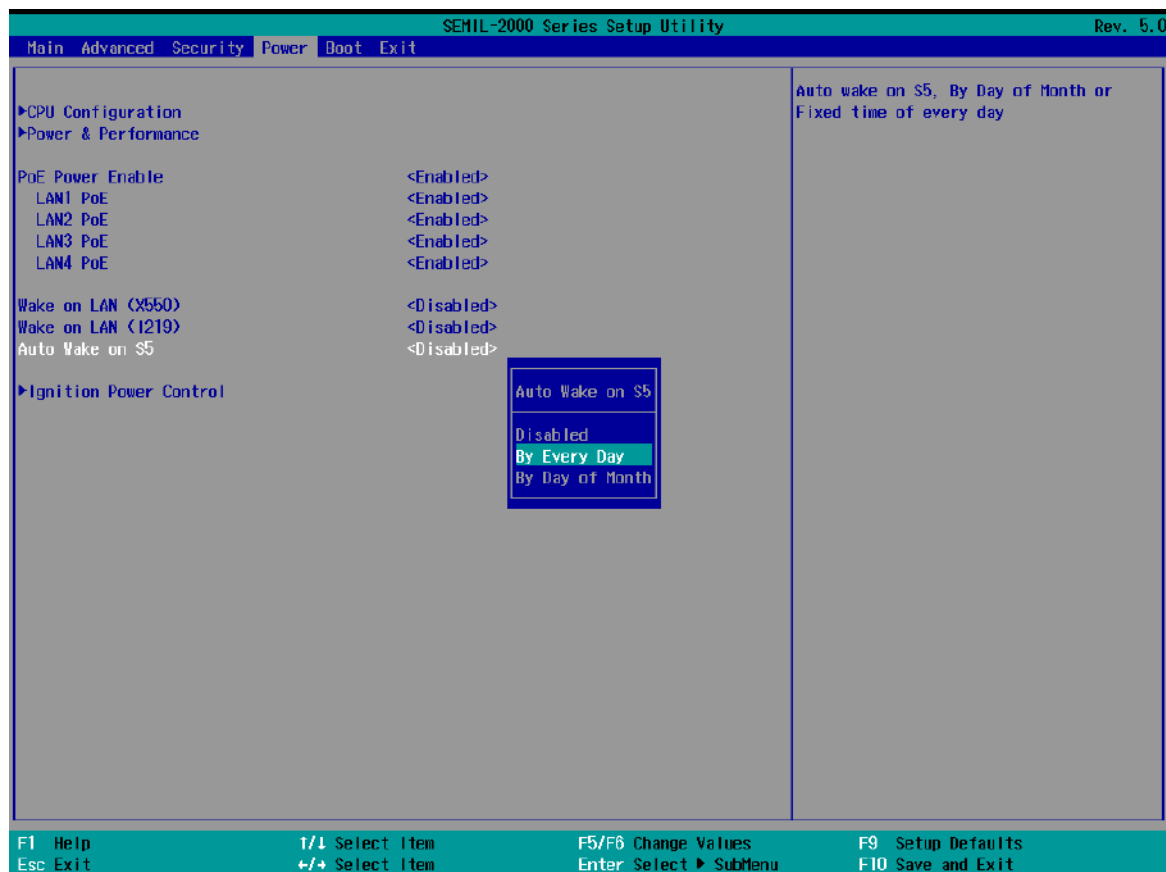 SEMIL-2000 Series Setup Utility Rev. 5.0
Main Advanced Security Power Boot Exit
Auto wake on S5, By Day of Month or
Fixed time of every day
▶CPU Configuration
▶Power & Performance
PoE Power Enable <Enabled>
LAN1 PoE <Enabled>
LAN2 PoE <Enabled>
LAN3 PoE <Enabled>
LAN4 PoE <Enabled>
Wake on LAN (X550) <Disabled>
Wake on LAN (I219) <Disabled>
Auto Wake on S5 <Disabled>
▶Ignition Power Control
Auto Wake on S5
Disabled
By Every Day
By Day of Month
F1 Help ↑/↓ Select Item F5/F6 Change Values F9 Setup Defaults
Esc Exit ←/→ Select Item Enter Select ▶ SubMenu F10 Save and Exit